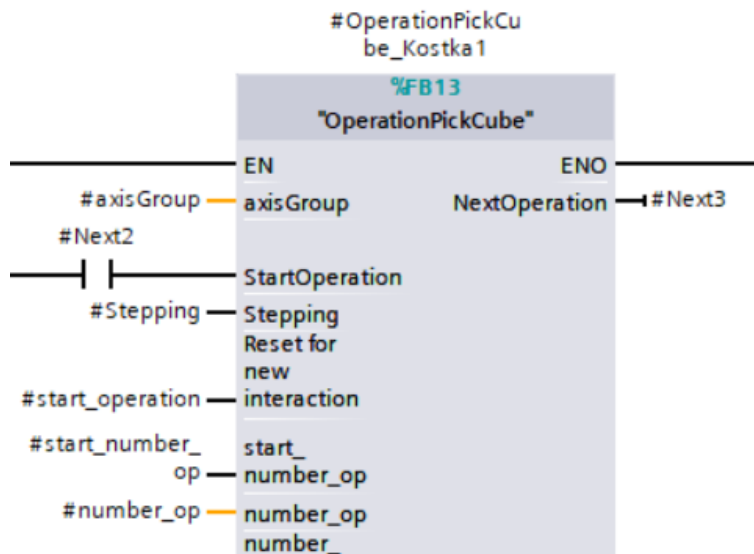 #OperationPickCu
be_Kostka1
%FB13
"OperationPickCube"
EN ENO
#axisGroup axisGroup NextOperation #Next3
#Next2
StartOperation
#Stepping Stepping
Reset for
new
#start_operation interaction
#start_number_ start_
op number_op
#number_op number_op
number_